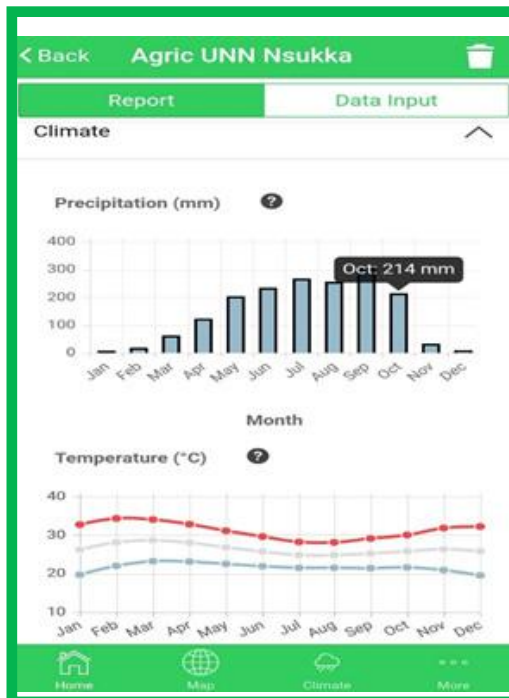 Back Agric UNN Nsukka
Report Data Input
Climate
Precipitation (mm) ?
400
300
200
100
0
Oct: 214 mm
Jan Feb Mar Apr May Jun Jul Aug Sep Oct Nov Dec
Month
Temperature (°C) ?
40
30
20
10
Jan Feb Mar Apr May Jun Jul Aug Sep Oct Nov Dec
Home Map Climate More